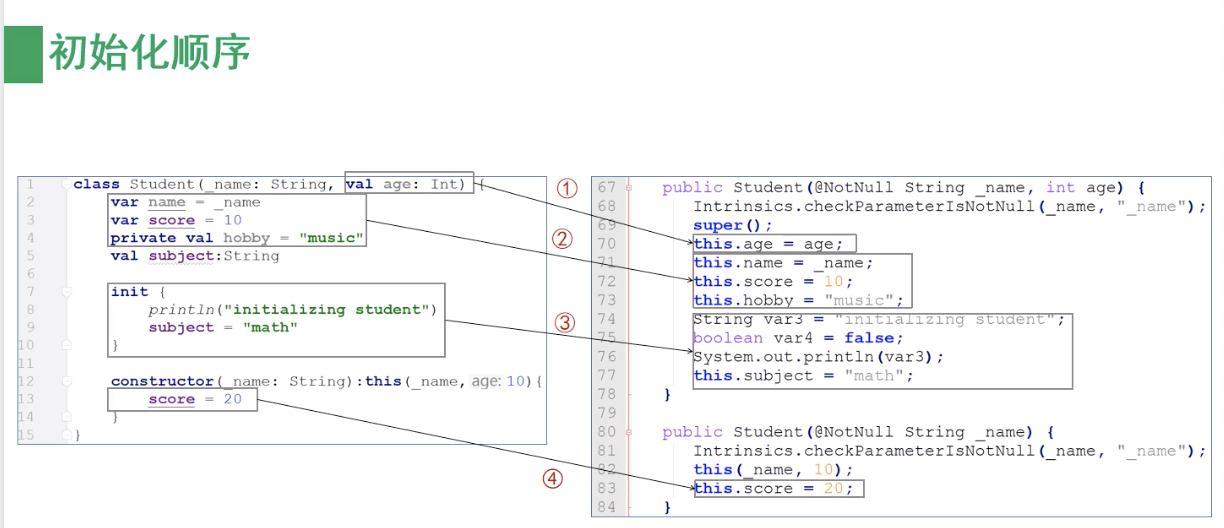 初始化顺序
1 class Student(_name: String, val age: Int) {
2 var name = _name
3 var score = 10
4 private val hobby = "music"
5 val subject:String
6
7 init {
8 println("initializing student")
9 subject = "math"
10 }
11
12 constructor(_name: String):this(_name, age: 10){
13 score = 20
14 }
15 }
①
②
③
④
67 public Student(@NotNull String _name, int age) {
68 Intrinsics.checkParameterIsNotNull(_name, "_name");
69 super();
70 this.age = age;
71 this.name = _name;
72 this.score = 10;
73 this.hobby = "music";
74 String var3 = "initializing student";
75 boolean var4 = false;
76 System.out.println(var3);
77 this.subject = "math";
78 }
79
80 public Student(@NotNull String _name) {
81 Intrinsics.checkParameterIsNotNull(_name, "_name");
82 this(_name, 10);
83 this.score = 20;
84 }